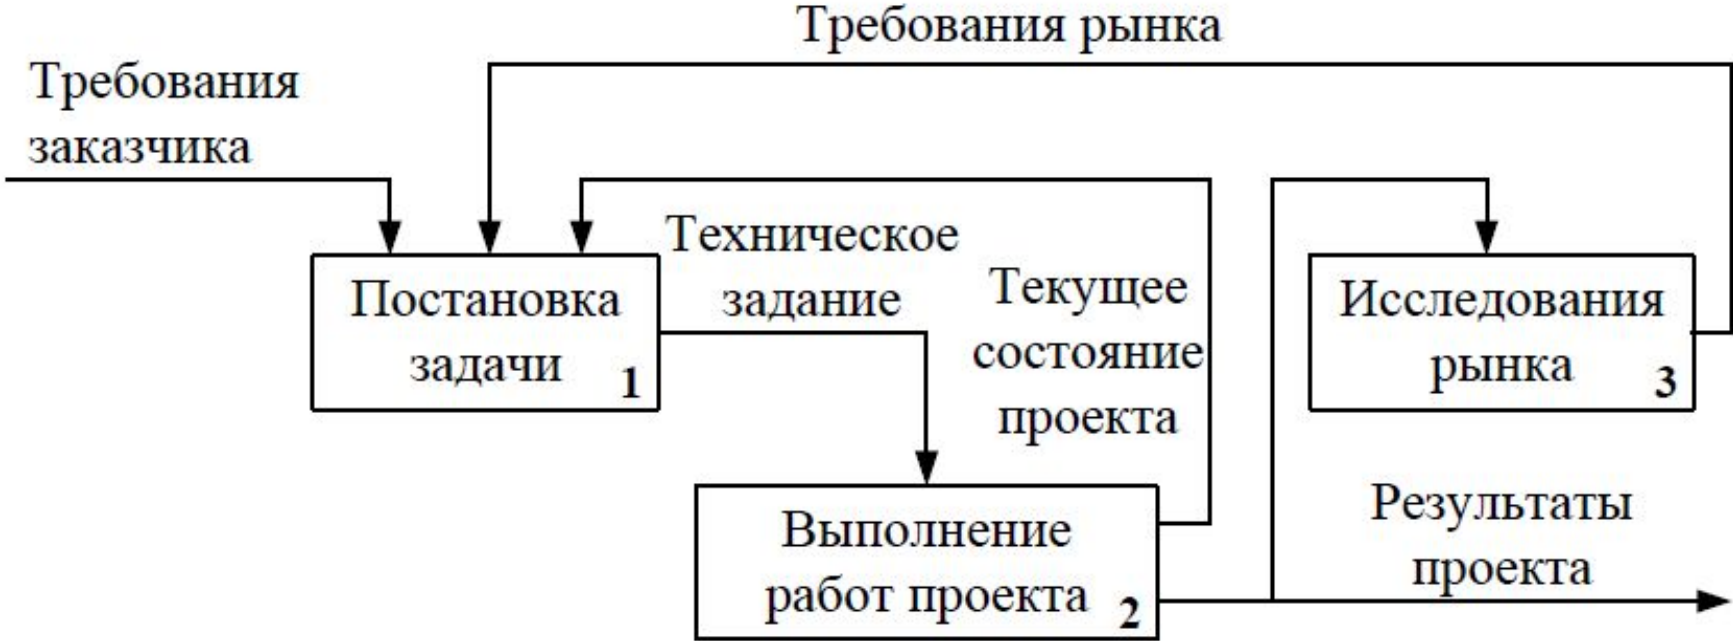 Требования рынка
Требования
заказчика
Техническое
задание
Текущее
состояние
проекта
Постановка
задачи
1
Исследования
рынка
3
Выполнение
работ проекта
2
Результаты
проекта